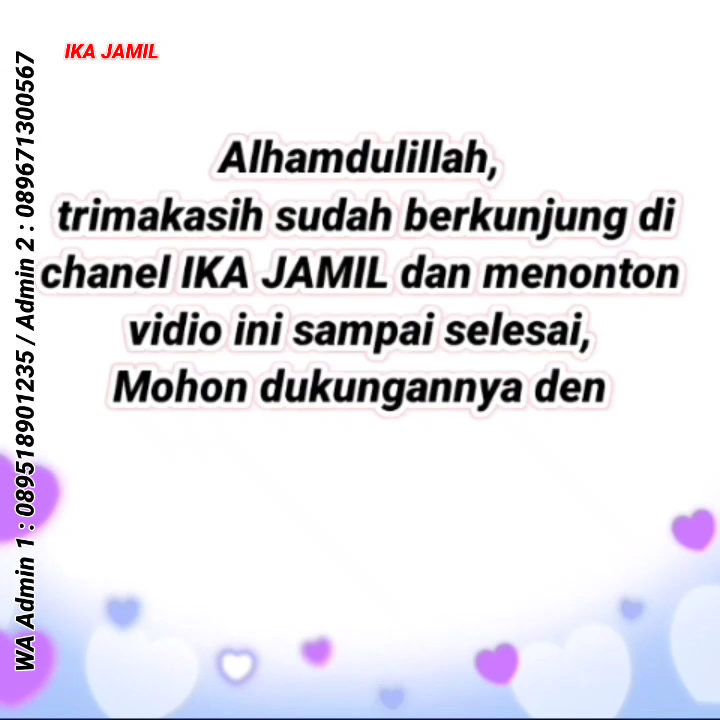 IKA JAMIL
Alhamdulillah,
trimakasih sudah berkunjung di
chanel IKA JAMIL dan menonton
vidio ini sampai selesai,
Mohon dukungannya den
WA Admin 1 : 089518901235 / Admin 2 : 089671300567